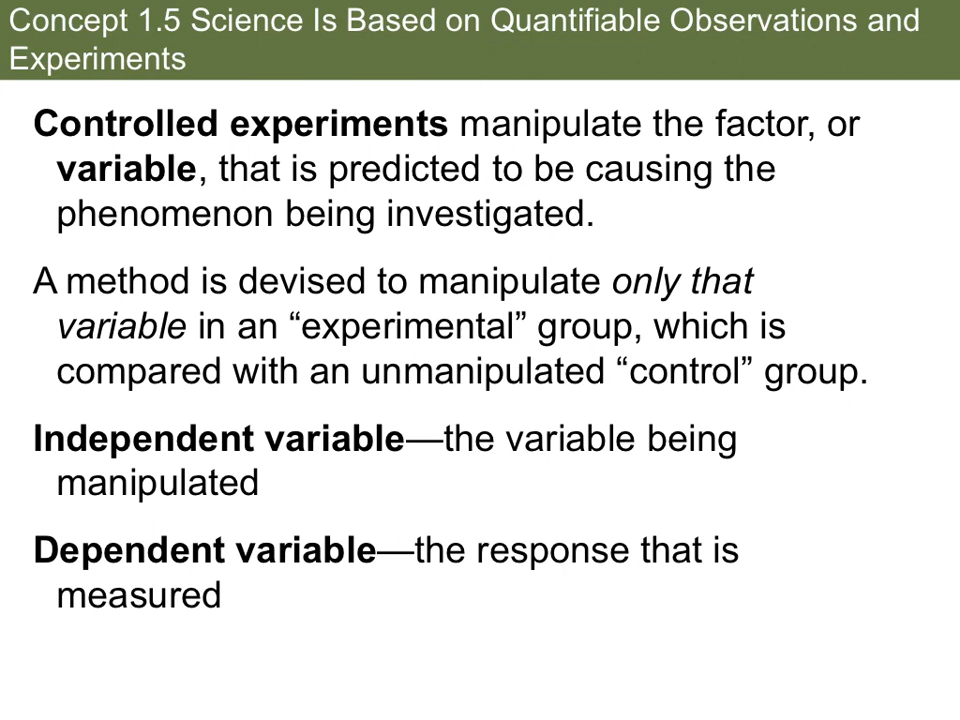 Concept 1.5 Science Is Based on Quantifiable Observations and
Experiments
Controlled experiments manipulate the factor, or
variable, that is predicted to be causing the
phenomenon being investigated.
A method is devised to manipulate only that
variable in an “experimental” group, which is
compared with an unmanipulated “control” group.
Independent variable—the variable being
manipulated
Dependent variable—the response that is
measured